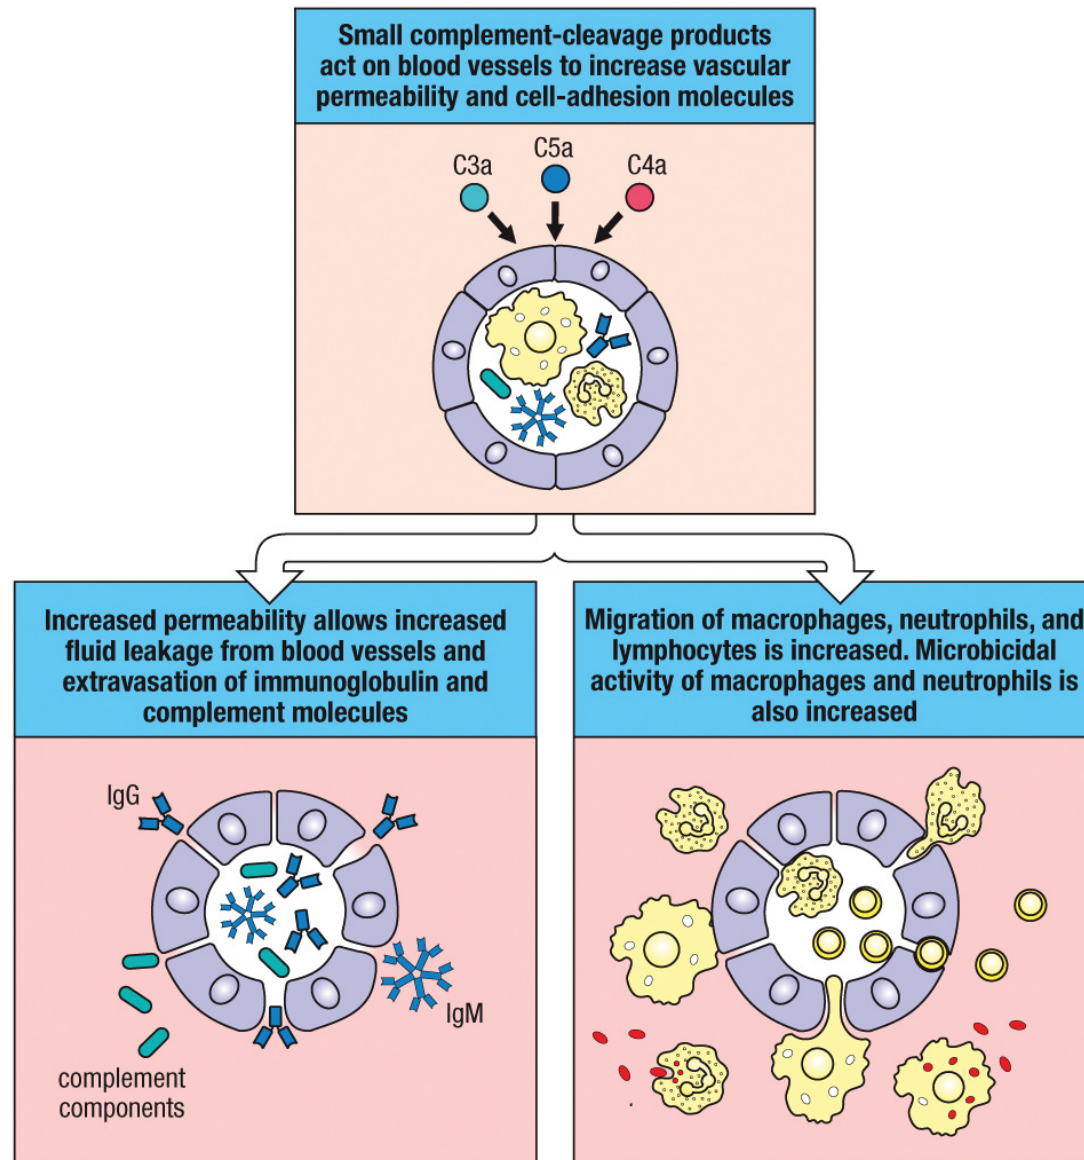 Small complement-cleavage products
act on blood vessels to increase vascular
permeability and cell-adhesion molecules
C3a
C5a
C4a
Increased permeability allows increased
fluid leakage from blood vessels and
extravasation of immunoglobulin and
complement molecules
IgG
IgM
complement
components
Migration of macrophages, neutrophils, and
lymphocytes is increased. Microbicidal
activity of macrophages and neutrophils is
also increased